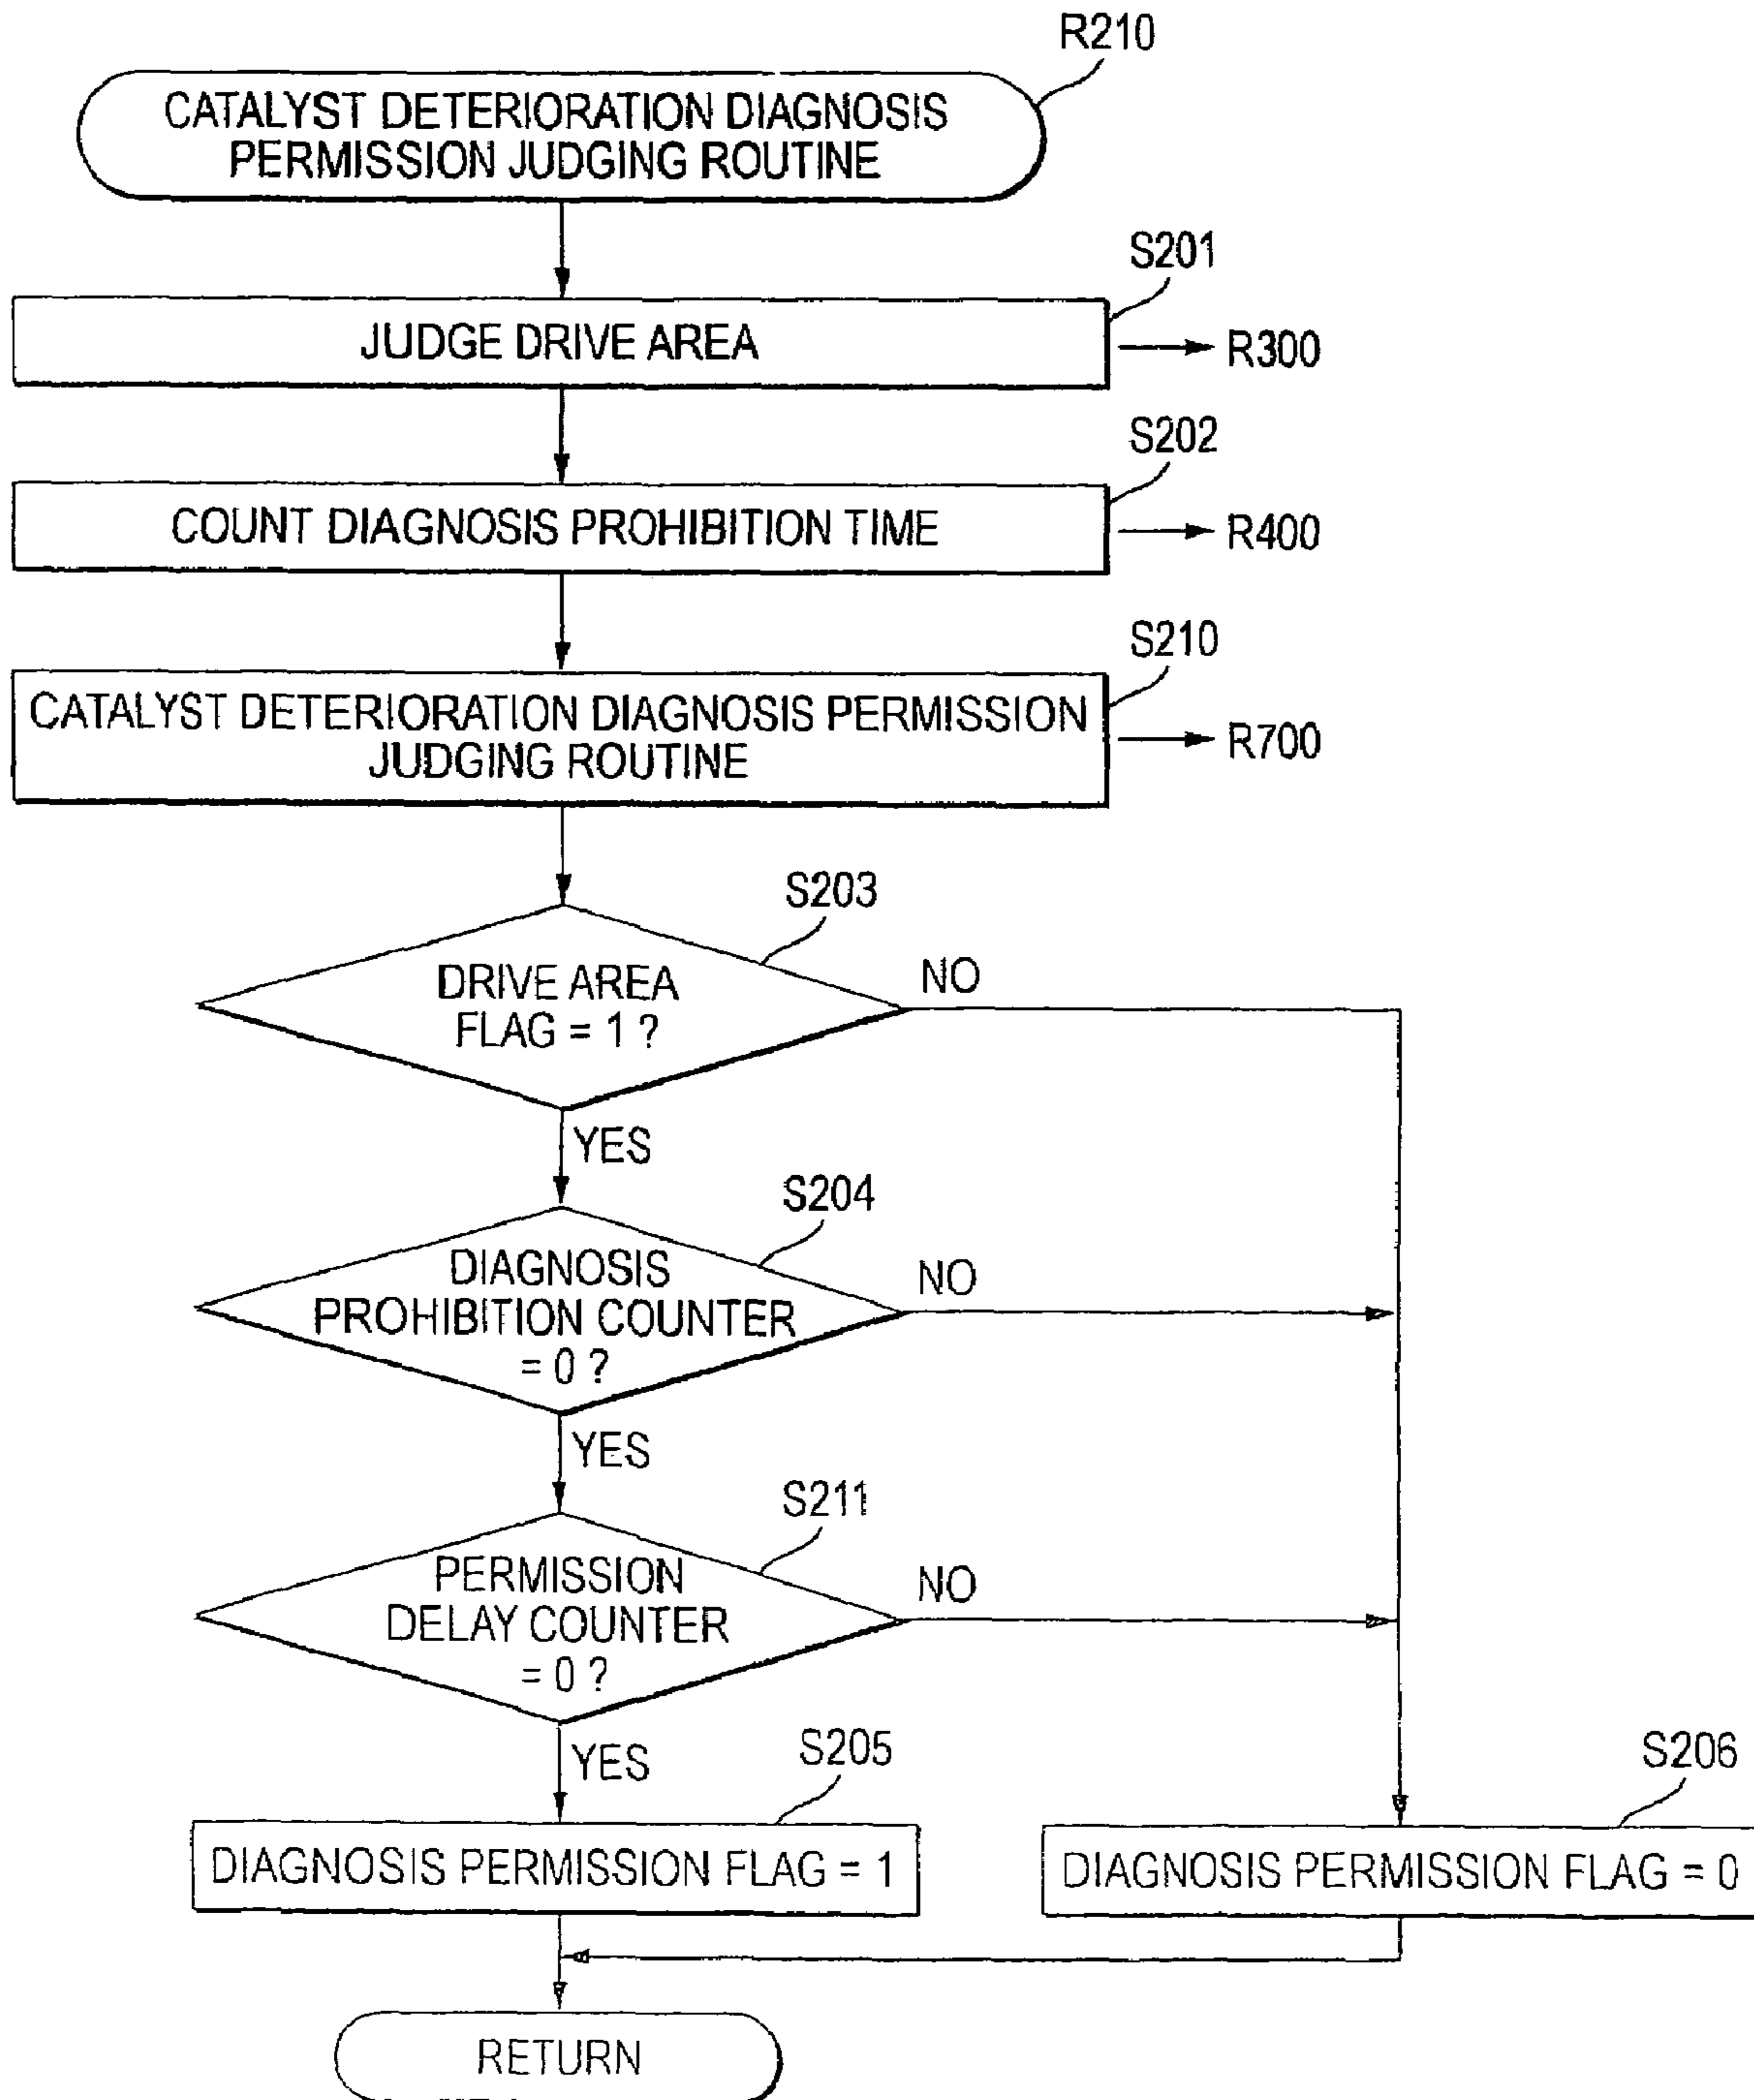 R210
CATALYST DETERIORATION DIAGNOSIS
PERMISSION JUDGING ROUTINE
S201
JUDGE DRIVE AREA
R300
S202
COUNT DIAGNOSIS PROHIBITION TIME
R400
S210
CATALYST DETERIORATION DIAGNOSIS PERMISSION
JUDGING ROUTINE
R700
S203
DRIVE AREA
FLAG = 1 ?
NO
YES
S204
DIAGNOSIS
PROHIBITION COUNTER
= 0 ?
NO
YES
S211
PERMISSION
DELAY COUNTER
= 0 ?
NO
YES
S205
DIAGNOSIS PERMISSION FLAG = 1
S206
DIAGNOSIS PERMISSION FLAG = 0
RETURN